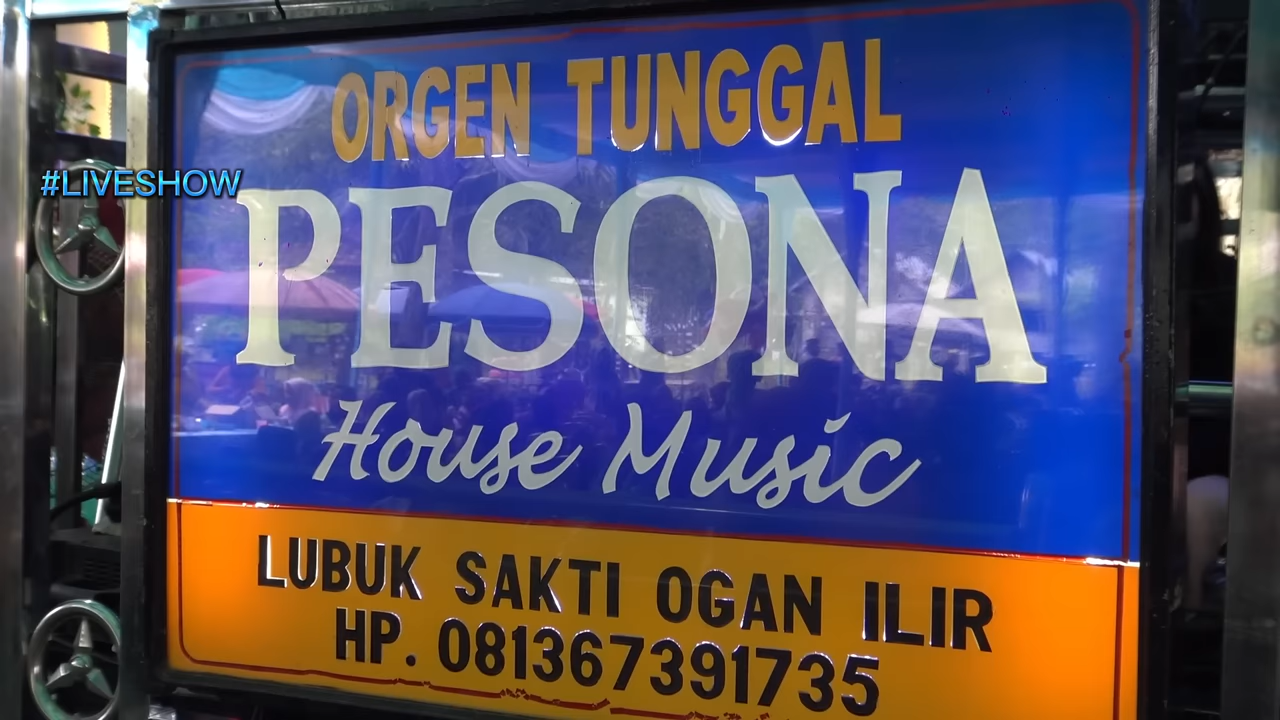 ORGEN TUNGGAL
#LIVESHOW
PESONA
House Music
LUBUK SAKTI OGAN ILIR
HP. 081367391735